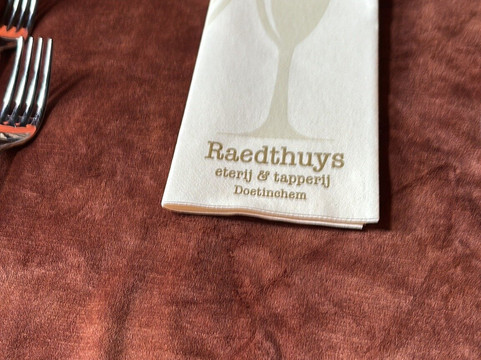 Raedthuys
eterij & tapperij
Doetinchem